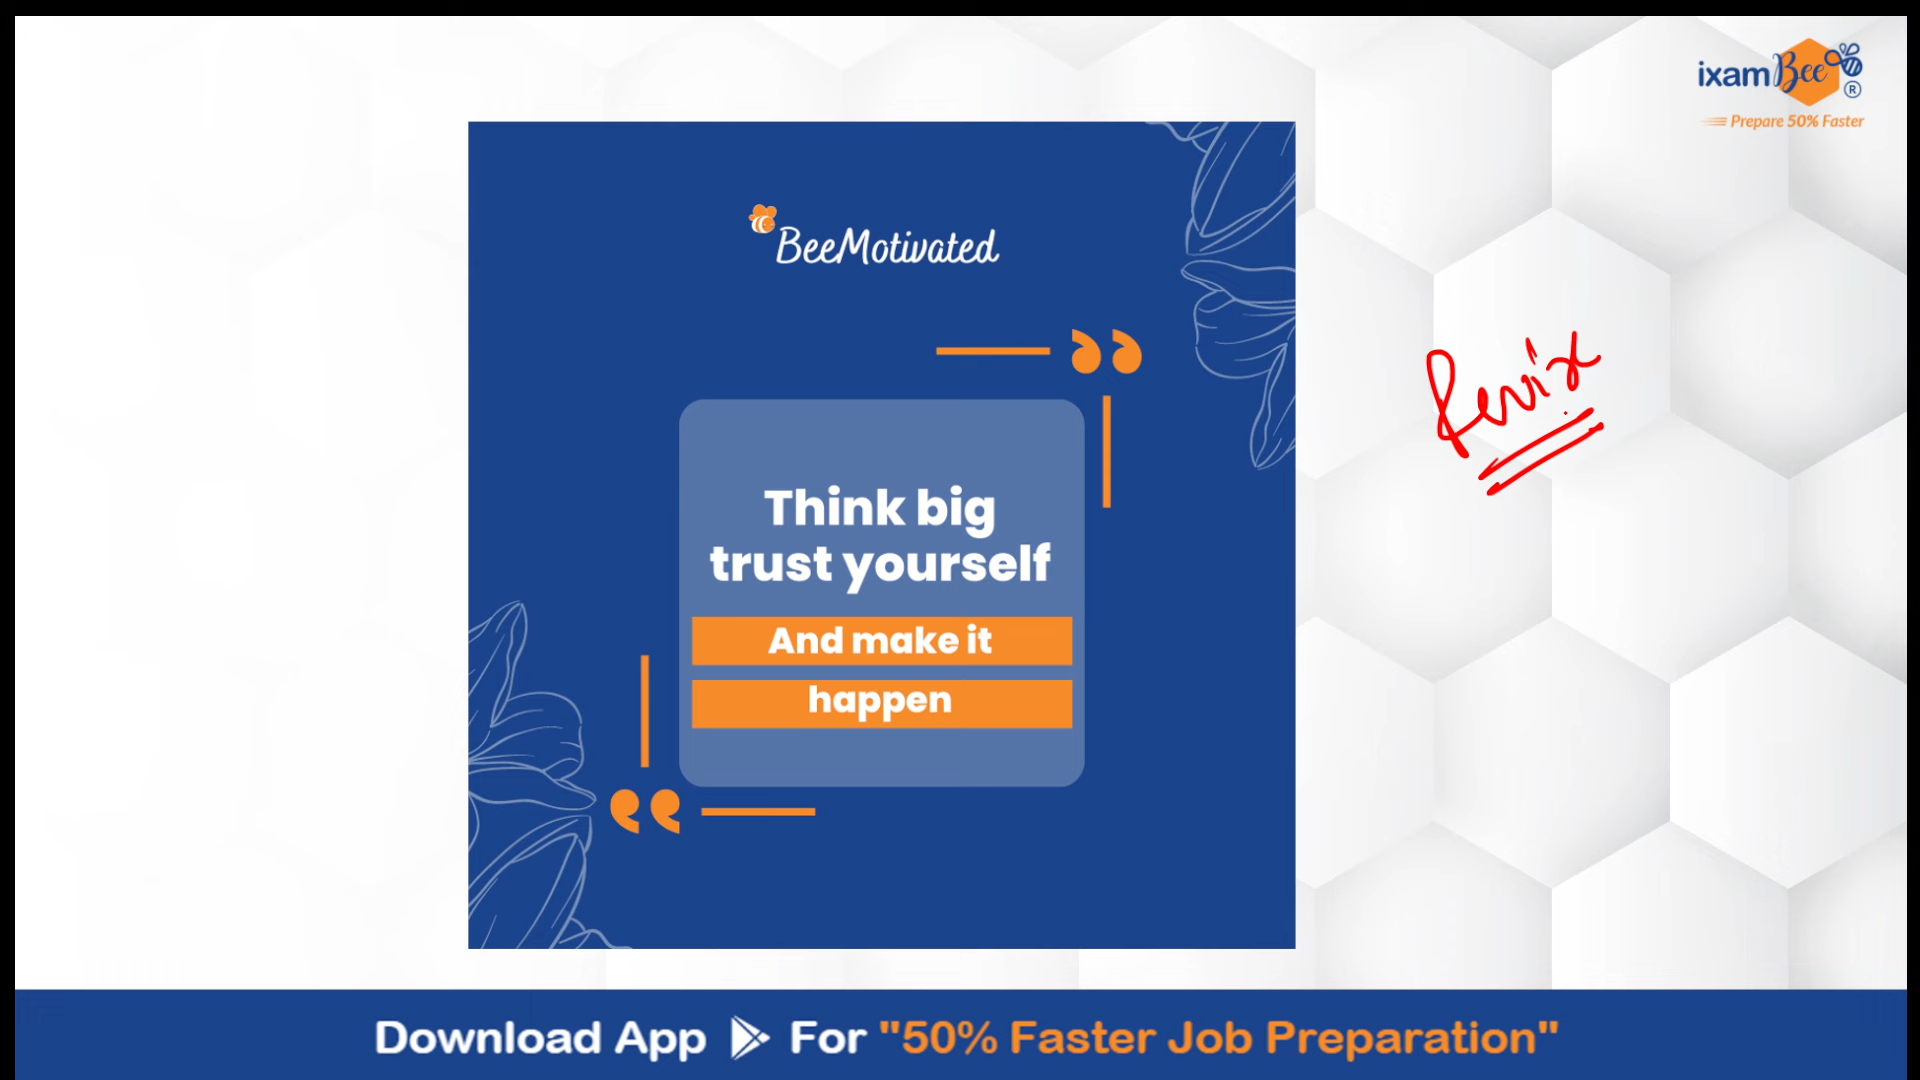 ixamBee®
Prepare 50% Faster
BeeMotivated
Think big
trust yourself
And make it
happen
Revise
Download App For "50% Faster Job Preparation"